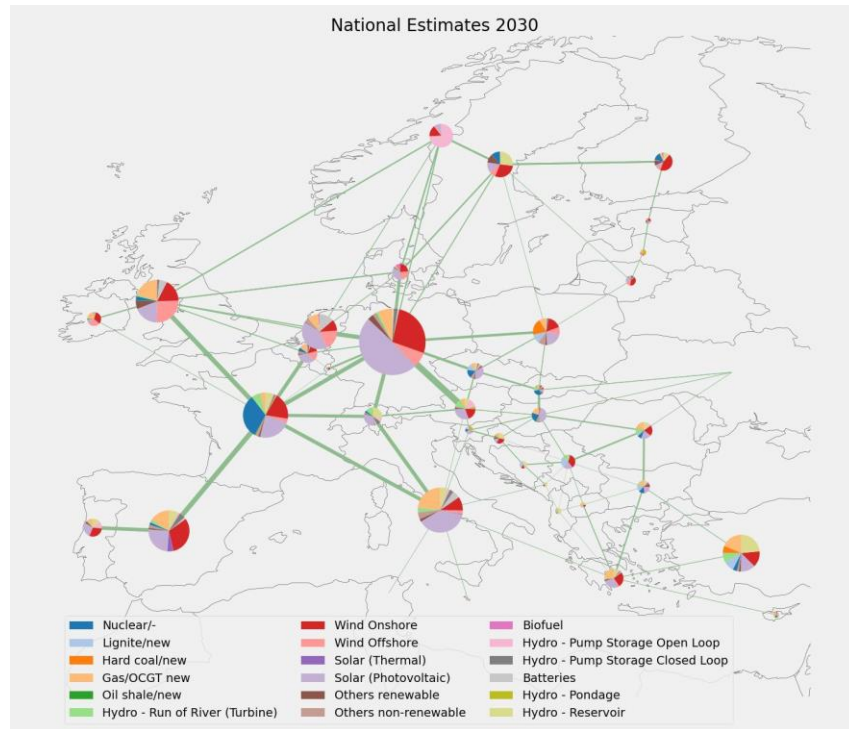 National Estimates 2030
Nuclear/-
Lignite/new
Hard coal/new
Gas/OCGT new
Oil shale/new
Hydro - Run of River (Turbine)
Wind Onshore
Wind Offshore
Solar (Thermal)
Solar (Photovoltaic)
Others renewable
Others non-renewable
Biofuel
Hydro - Pump Storage Open Loop
Hydro - Pump Storage Closed Loop
Batteries
Hydro - Pondage
Hydro - Reservoir